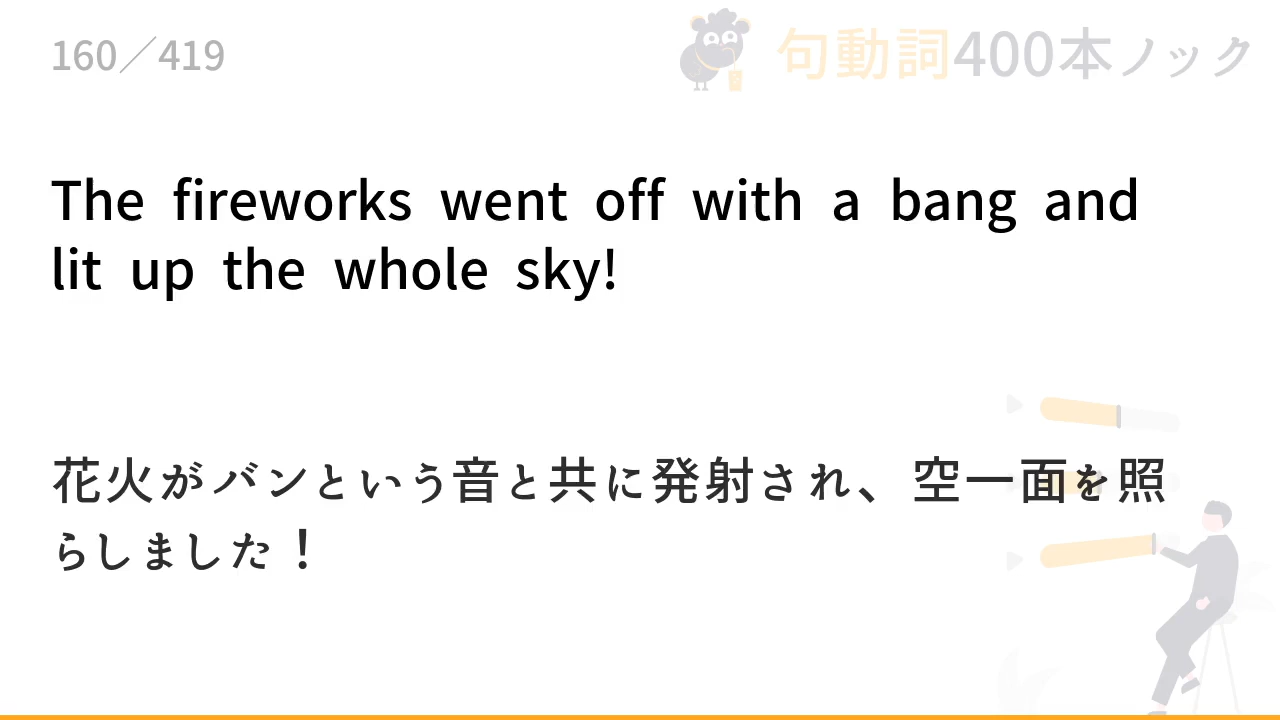 160／419
句動詞400本ノック
The fireworks went off with a bang and
lit up the whole sky!
花火がバンという音と共に発射され、空一面を照
らしました！